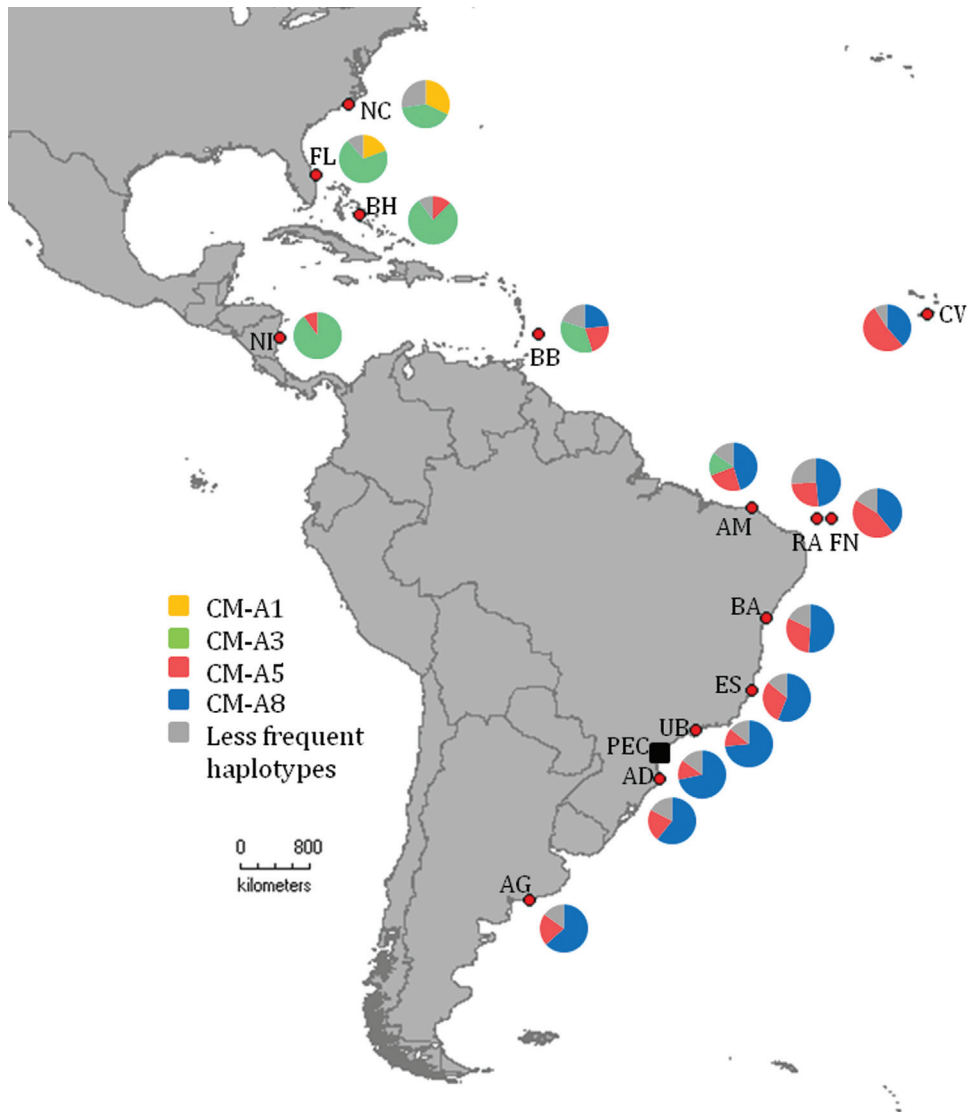 NC
FL
BH
NI
BB
CV
AM
RA FN
BA
ES
UB
PEC
AD
AG
CM-A1
CM-A3
CM-A5
CM-A8
Less frequent
haplotypes
0 800
kilometers